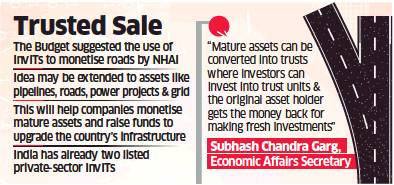 Trusted Sale
The Budget suggested the use of
InvITs to monetise roads by NHAI
Idea may be extended to assets like
pipelines, roads, power projects & grid
This will help companies monetise
mature assets and raise funds to
upgrade the country's infrastructure
India has already two listed
private-sector InvITs
"Mature assets can be
converted into trusts
where investors can
invest into trust units &
the original asset holder
gets the money back for
making fresh investments"
Subhash Chandra Garg,
Economic Affairs Secretary